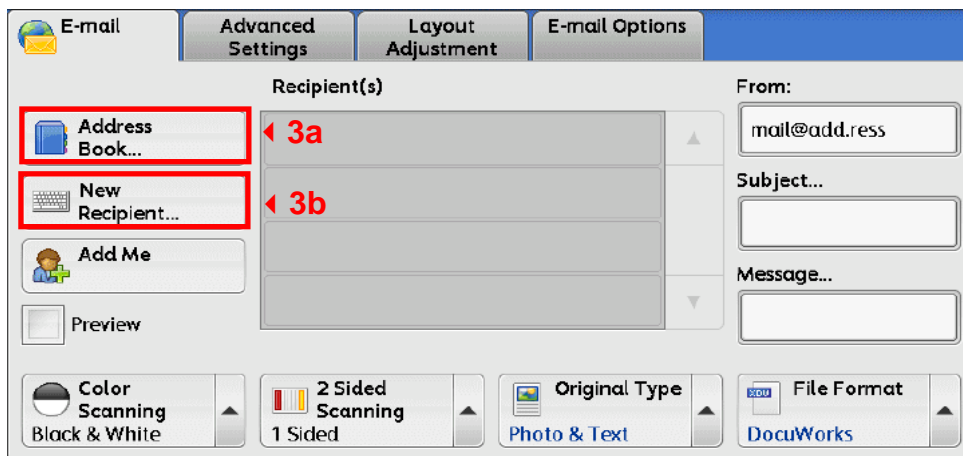 E-mail
Advanced
Settings
Layout
Adjustment
E-mail Options
Recipient(s)
From:
Address
Book...
3a
mail@add.ress
New
Recipient...
3b
Subject...
Add Me
Message...
Preview
Color
Scanning
Black & White
2 Sided
Scanning
1 Sided
Original Type
Photo & Text
XDW
File Format
DocuWorks